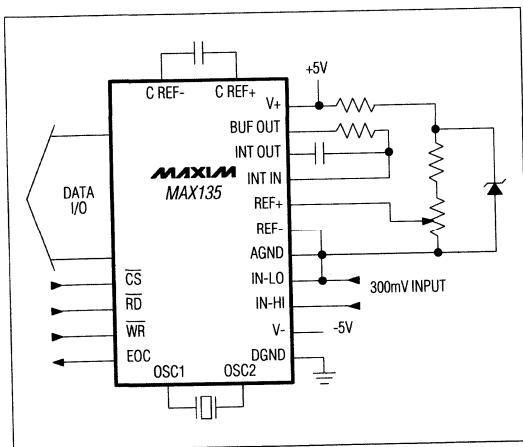 +5V
C REF- C REF+
V+
BUF OUT
INT OUT
INT IN
REF+
REF-
AGND
IN-LO
IN-HI
V-
DGND
MAXIM
MAX135
DATA
I/O
CS
RD
WR
EOC
OSC1 OSC2
300mV INPUT
-5V